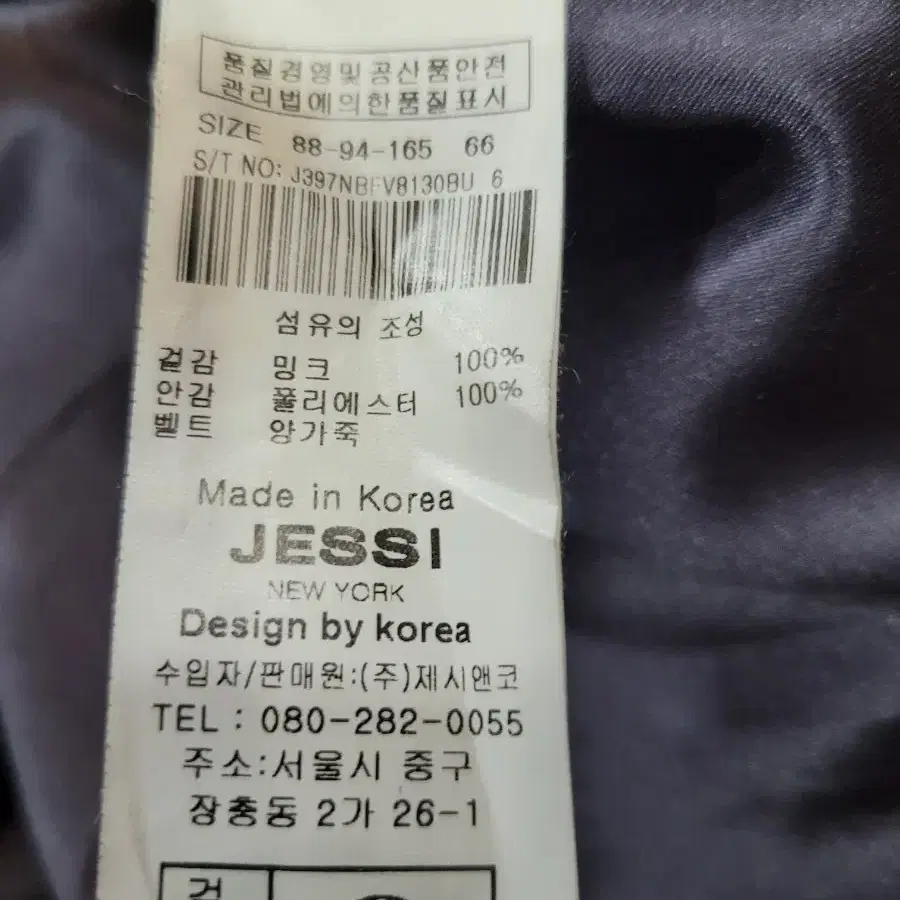 품질경영및공산품안전
관리법에의한품질표시
SIZE 88-94-165 66
S/T NO: J397NBFV8130BU 6
섬유의 조성
겉감 밍크 100%
안감 폴리에스터 100%
벨트 양가죽
Made in Korea
JESSI
NEW YORK
Design by korea
수입자/판매원:(주)제시앤코
TEL : 080-282-0055
주소:서울시 중구
장충동 2가 26-1